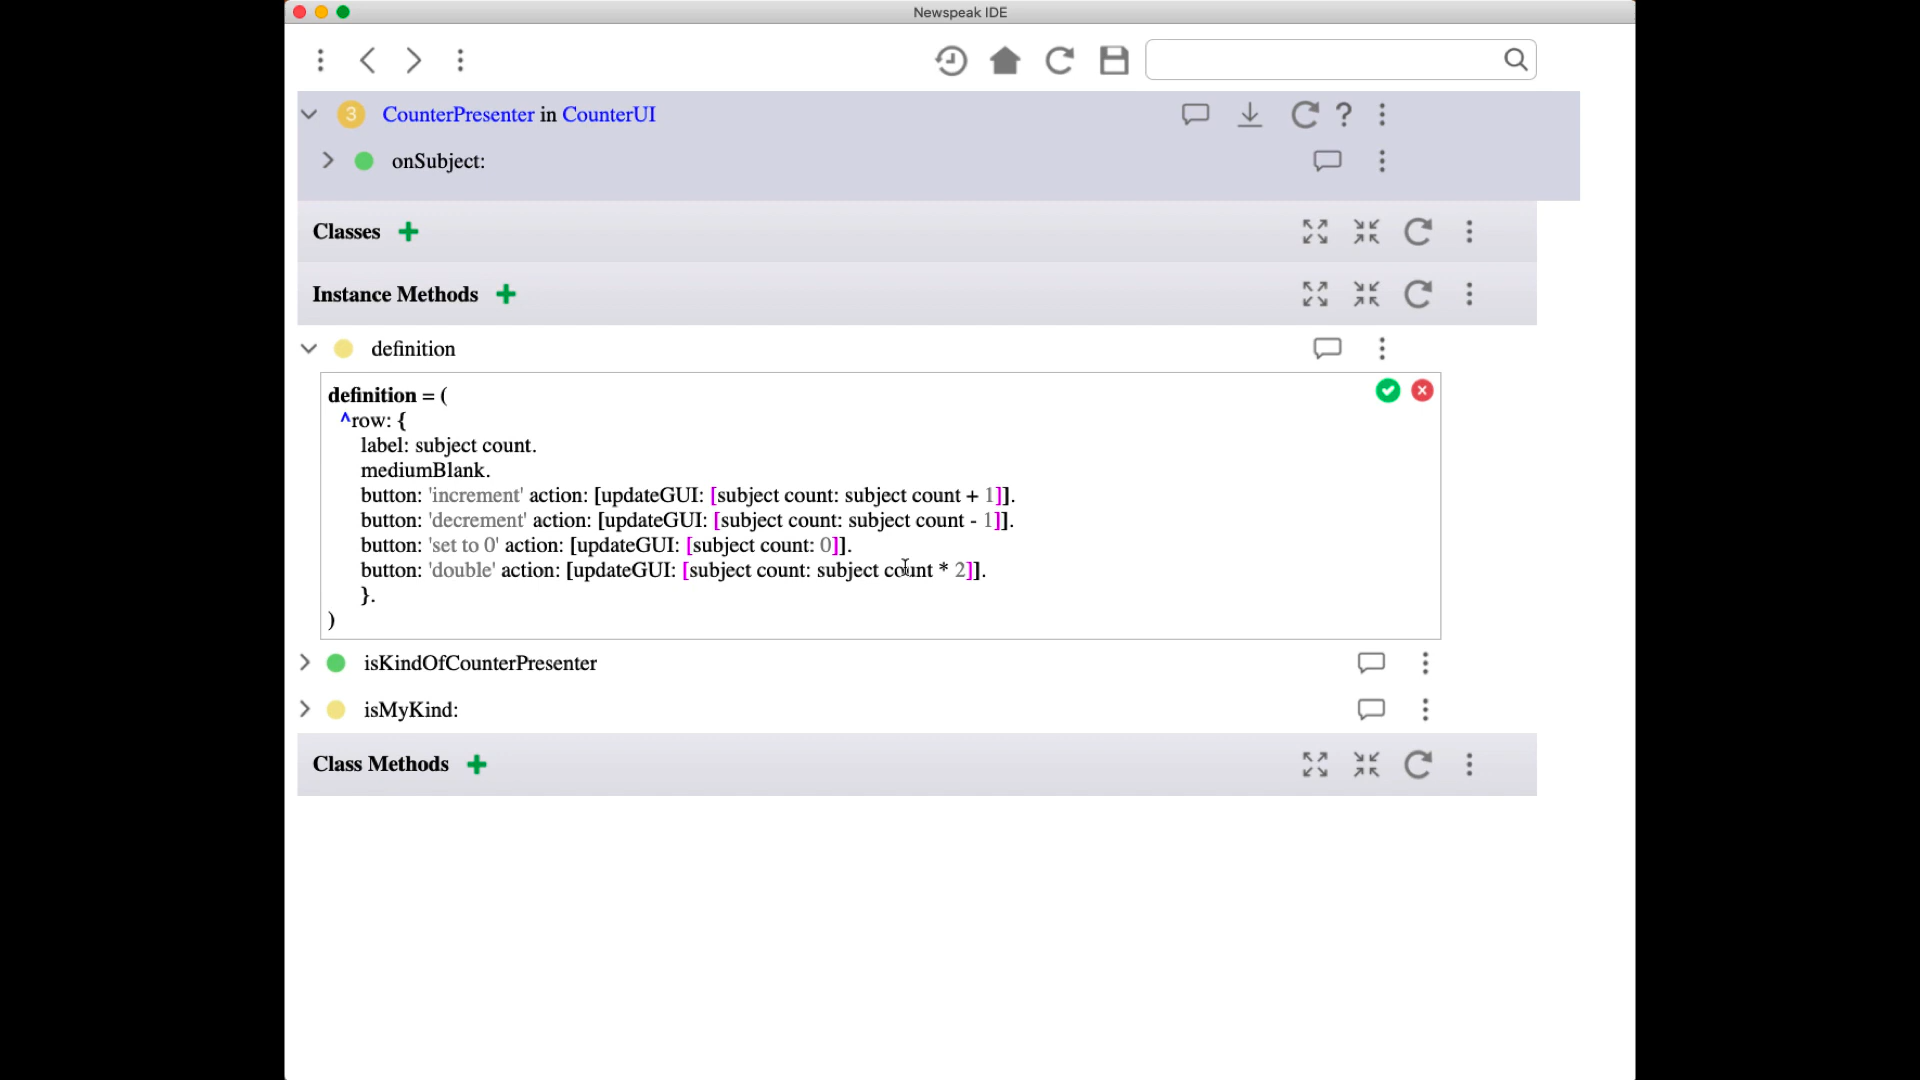 Newspeak IDE
3 CounterPresenter in CounterUI ?
onSubject:
Classes
Instance Methods
definition
definition = (
^row: {
label: subject count.
mediumBlank.
button: 'increment' action: [updateGUI: [subject count: subject count + 1]].
button: 'decrement' action: [updateGUI: [subject count: subject count - 1]].
button: 'set to 0' action: [updateGUI: [subject count: 0]].
button: 'double' action: [updateGUI: [subject count: subject count * 2]].
}.
)
isKindOfCounterPresenter
isMyKind:
Class Methods